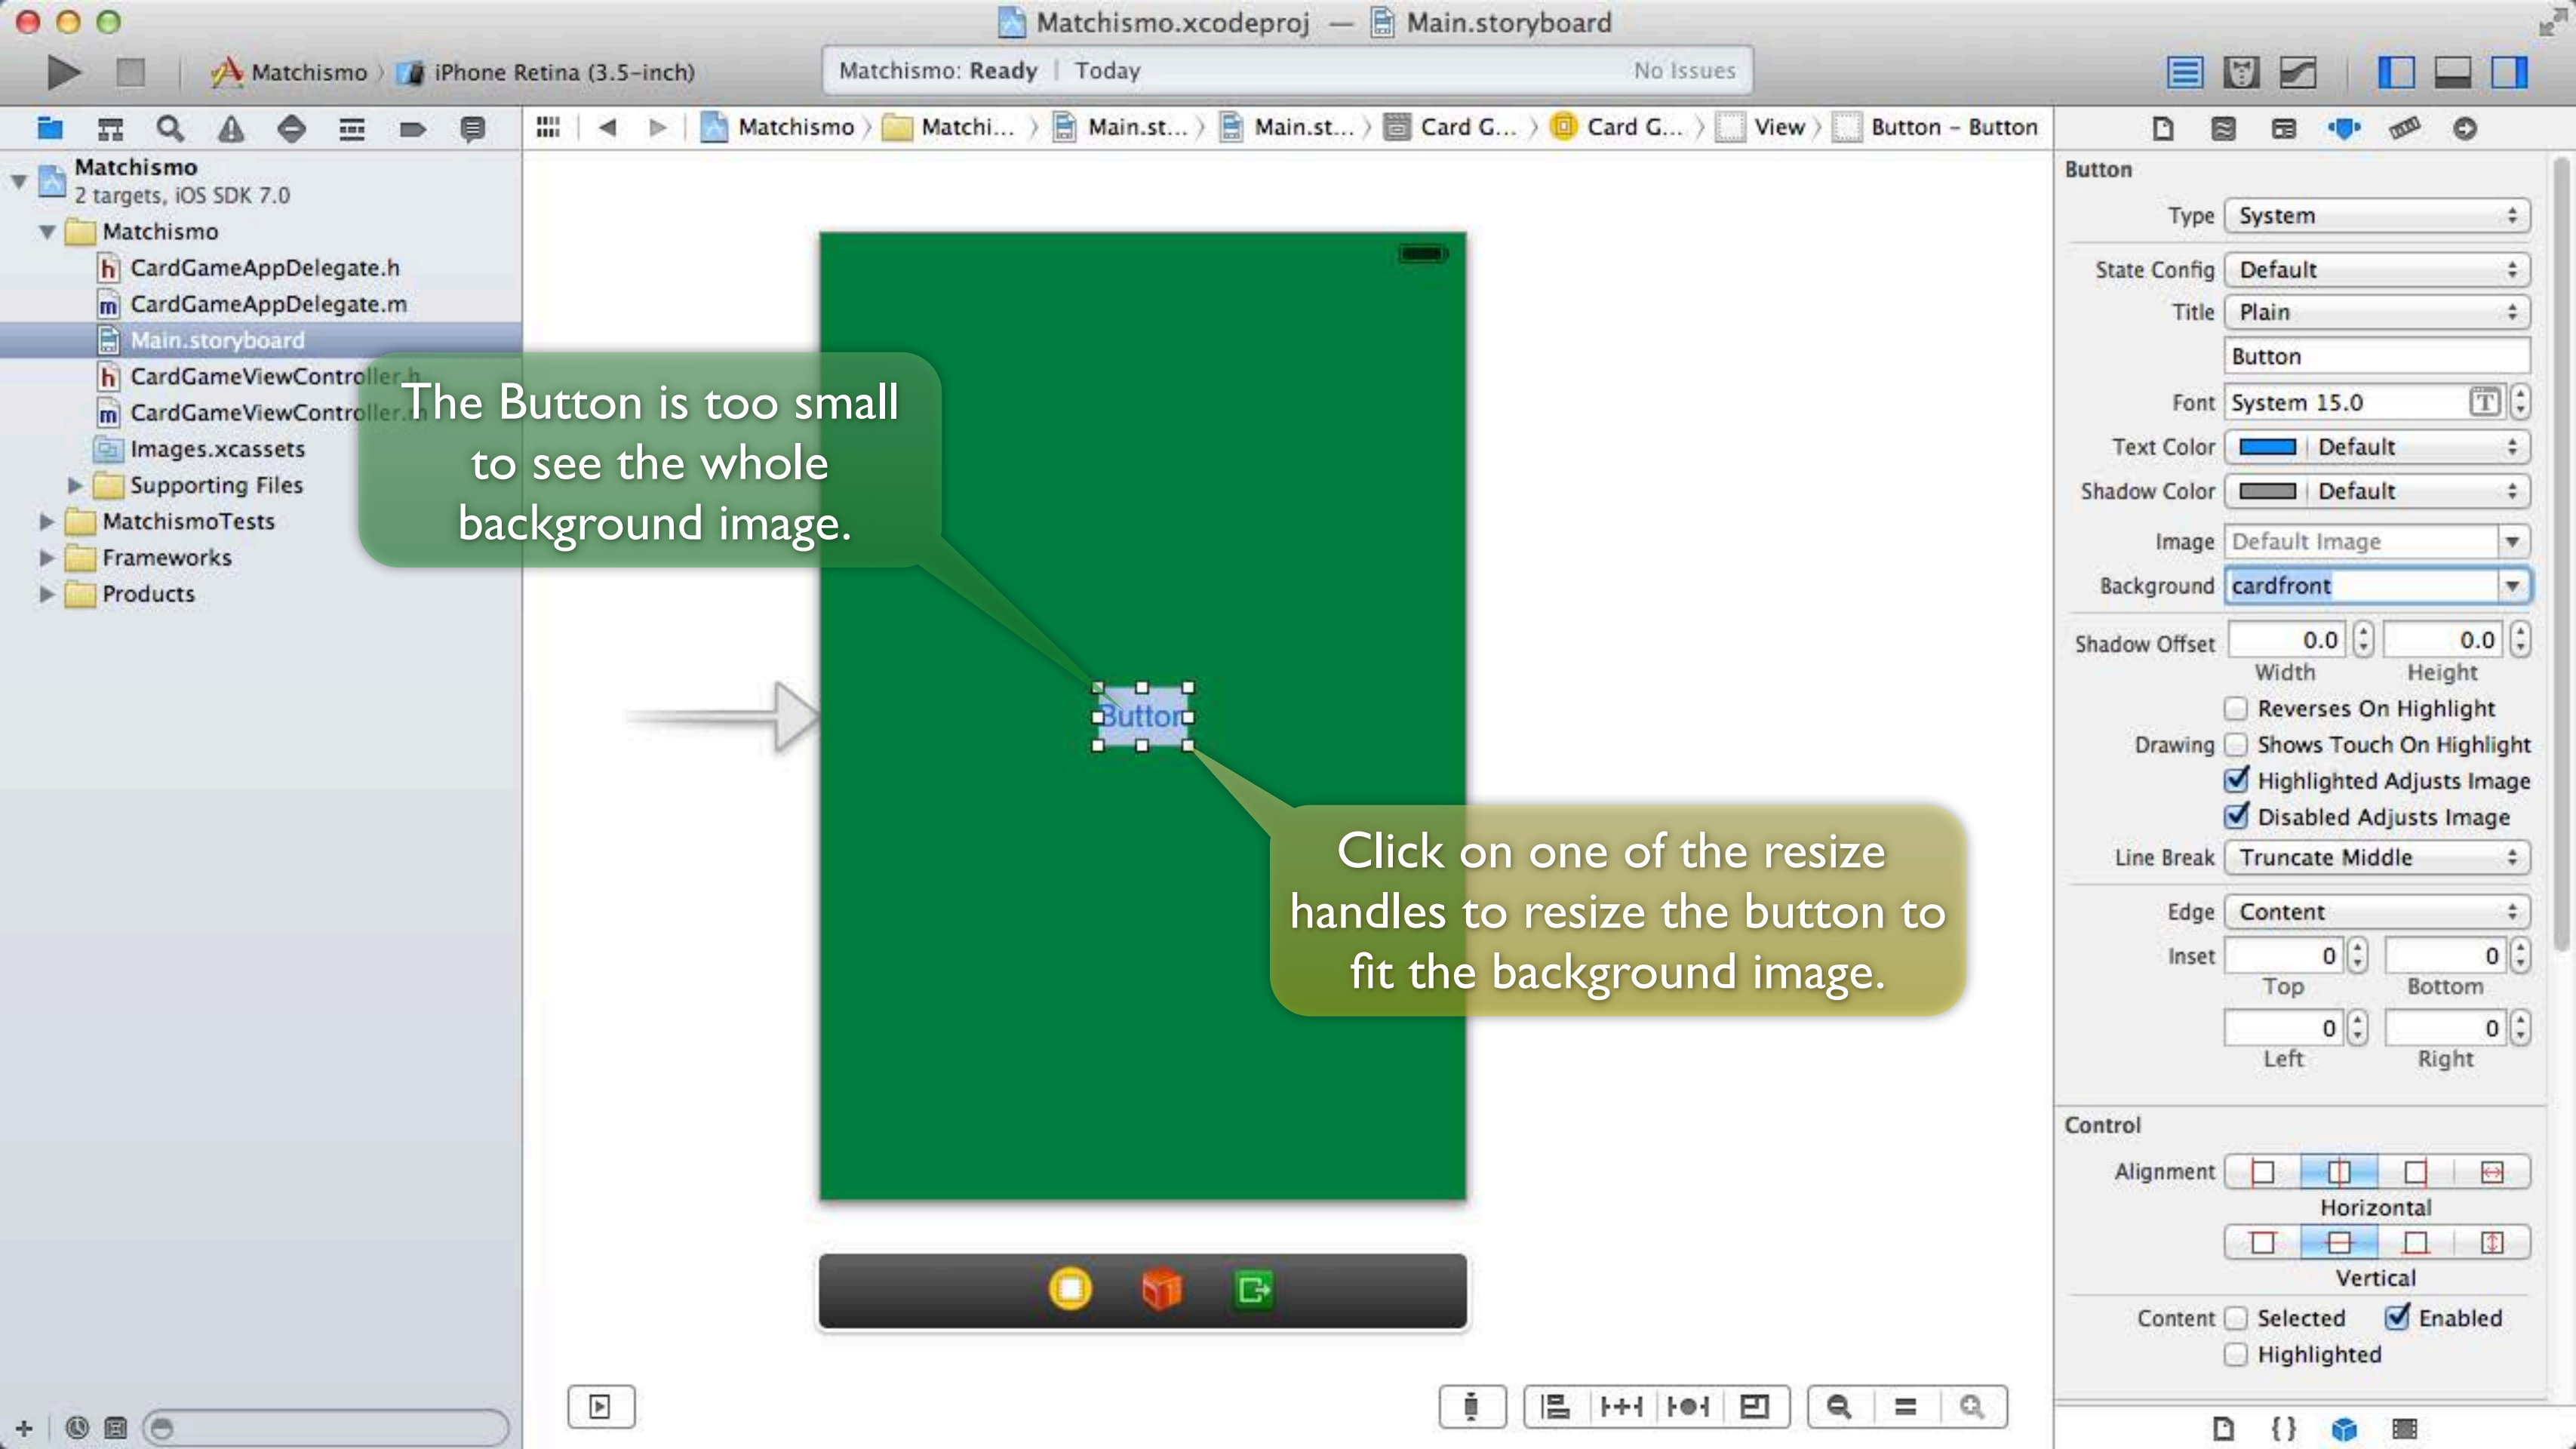 Matchismo.xcodeproj — Main.storyboard
Matchismo › iPhone Retina (3.5-inch)
Matchismo: Ready | Today
No Issues
Matchismo › Matchi... › Main.st... › Main.st... › Card G... › Card G... › View › Button – Button
Matchismo
2 targets, iOS SDK 7.0
Matchismo
h CardGameAppDelegate.h
m CardGameAppDelegate.m
Main.storyboard
h CardGameViewController.h
m CardGameViewController.m
Images.xcassets
Supporting Files
MatchismoTests
Frameworks
Products
The Button is too small
to see the whole
background image.
Button
Click on one of the resize
handles to resize the button to
fit the background image.
Button
Type System
State Config Default
Title Plain
Button
Font System 15.0 T
Text Color Default
Shadow Color Default
Image Default Image
Background cardfront
Shadow Offset 0.0 0.0
Width Height
Reverses On Highlight
Drawing Shows Touch On Highlight
Highlighted Adjusts Image
Disabled Adjusts Image
Line Break Truncate Middle
Edge Content
Inset 0 0
Top Bottom
0 0
Left Right
Control
Alignment
Horizontal
Vertical
Content Selected Enabled
Highlighted
{}